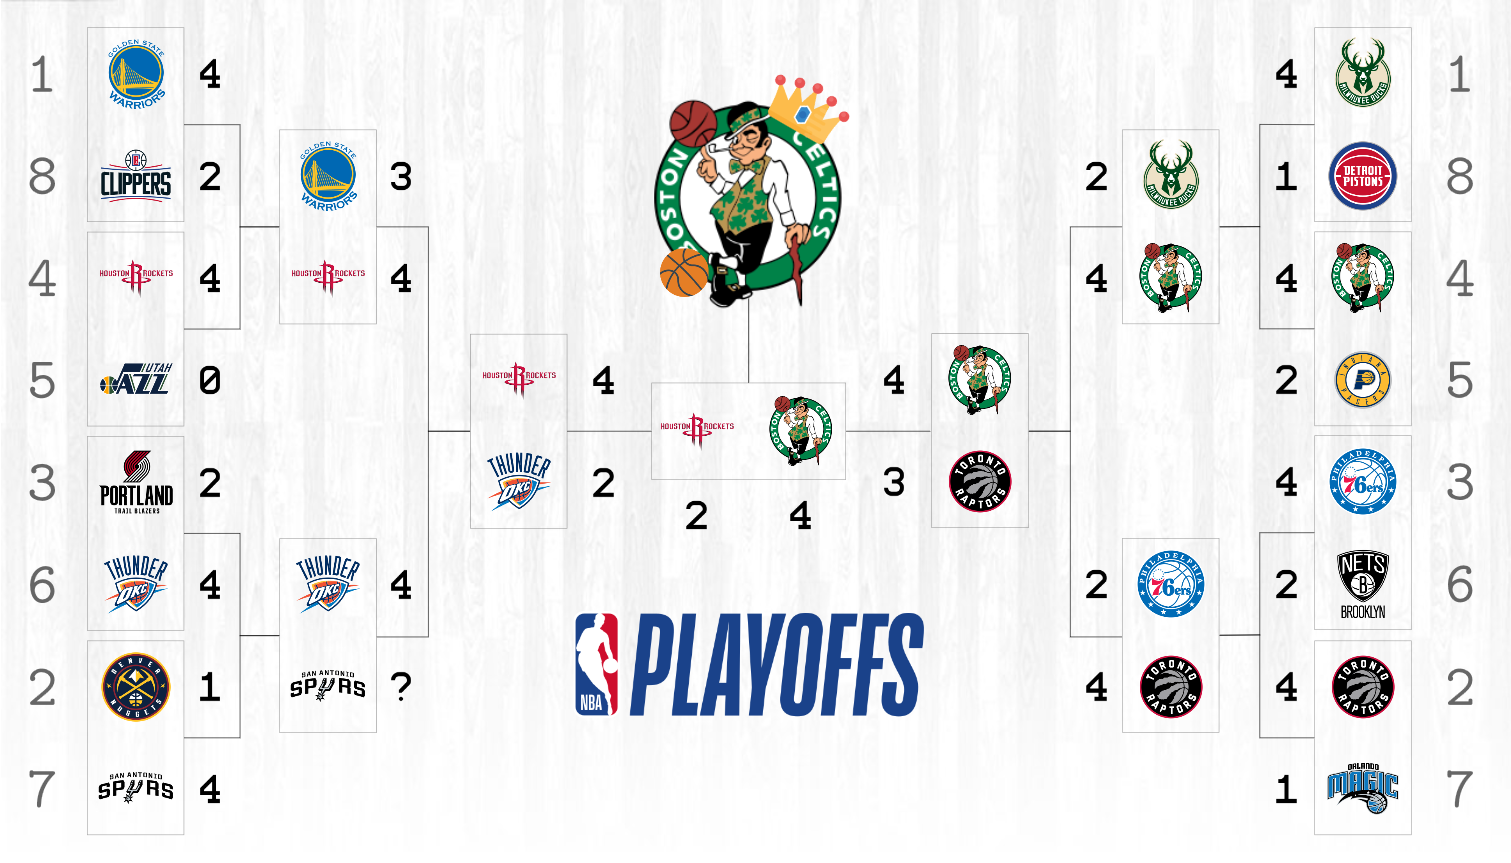 1 GOLDEN STATE WARRIORS 4
8 CLIPPERS 2
4 HOUSTON ROCKETS 4
5 UTAH JAZZ 0
3 PORTLAND TRAIL BLAZERS 2
6 THUNDER OKC 4
2 DENVER NUGGETS 1
7 SAN ANTONIO SPURS 4
GOLDEN STATE WARRIORS 3
HOUSTON ROCKETS 4
THUNDER OKC 4
SAN ANTONIO SPURS ?
HOUSTON ROCKETS 4
THUNDER OKC 2
BOSTON CELTICS
HOUSTON ROCKETS BOSTON CELTICS
2 4
NBA PLAYOFFS
4 BOSTON CELTICS
3 TORONTO RAPTORS
2 MILWAUKEE BUCKS
4 BOSTON CELTICS
2 PHILADELPHIA 76ers
4 TORONTO RAPTORS
4 MILWAUKEE BUCKS 1
1 DETROIT PISTONS 8
4 BOSTON CELTICS 4
2 INDIANA PACERS P 5
4 PHILADELPHIA 76ers 3
2 NETS B BROOKLYN 6
4 TORONTO RAPTORS 2
1 ORLANDO MAGIC 7